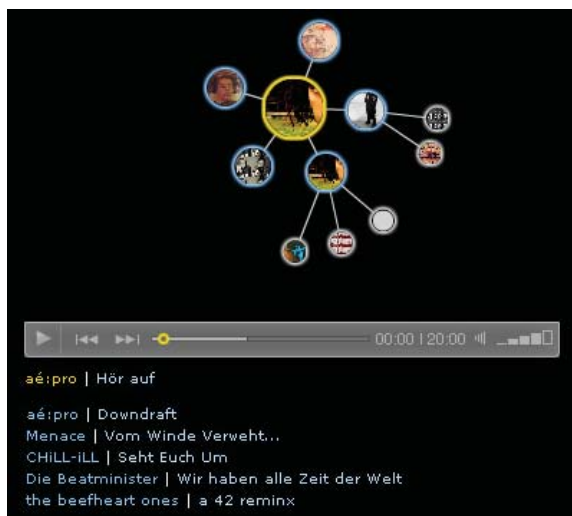 00:00 | 20:00
aé:pro | Hör auf
aé:pro | Downdraft
Menace | Vom Winde Verweht...
CHiLL-iLL | Seht Euch Um
Die Beatminister | Wir haben alle Zeit der Welt
the beefheart ones | a 42 reminx